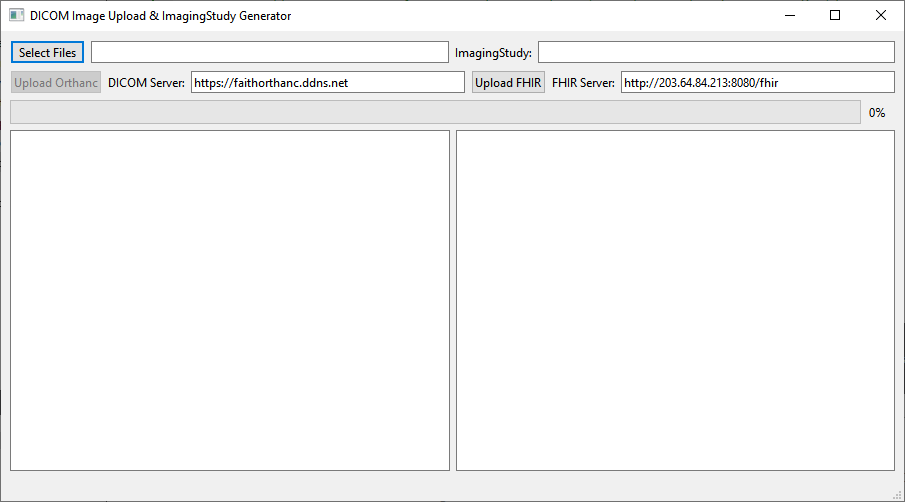 DICOM Image Upload & ImagingStudy Generator
Select Files ImagingStudy:
Upload Orthanc DICOM Server: https://faithorthanc.ddns.net Upload FHIR FHIR Server: http://203.64.84.213:8080/fhir
0%